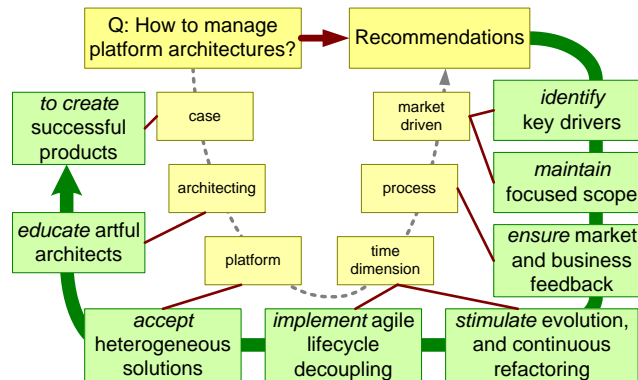 Q: How to manage
platform architectures?
Recommendations
to create
successful
products
case
market
driven
identify
key drivers
architecting
process
maintain
focused scope
educate artful
architects
platform
time
dimension
ensure market
and business
feedback
accept
heterogeneous
solutions
implement agile
lifecycle
decoupling
stimulate evolution,
and continuous
refactoring